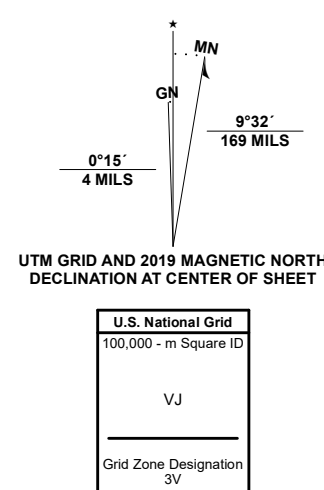 ★
MN
GN
9°32´
169 MILS
0°15´
4 MILS
UTM GRID AND 2019 MAGNETIC NORTH
DECLINATION AT CENTER OF SHEET
U.S. National Grid
100,000 - m Square ID
VJ
Grid Zone Designation
3V